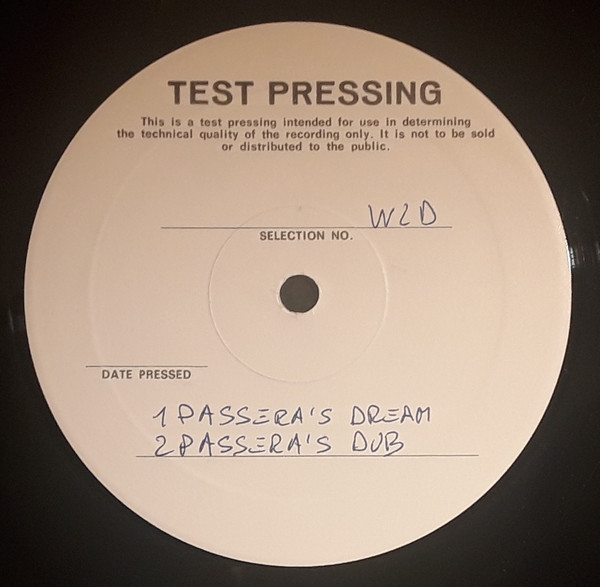 TEST PRESSING
This is a test pressing intended for use in determining
the technical quality of the recording only. It is not to be sold
or distributed to the public.
W2D
SELECTION NO.
DATE PRESSED
1 PASSERA'S DREAM
2 PASSERA'S DUB